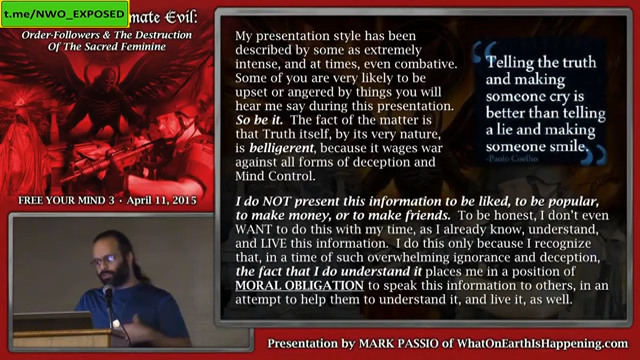 t.me/NWO_EXPOSED
mate Evil:
Order-Followers & The Destruction
Of The Sacred Feminine
FREE YOUR MIND 3 · April 11, 2015
My presentation style has been
described by some as extremely
intense, and at times, even combative.
Some of you are very likely to be
upset or angered by things you will
hear me say during this presentation.
So be it. The fact of the matter is
that Truth itself, by its very nature,
is belligerent, because it wages war
against all forms of deception and
Mind Control.
“Telling the truth
and making
someone cry is
better than telling
a lie and making
someone smile.”
-Paolo Coelho
I do NOT present this information to be liked, to be popular,
to make money, or to make friends. To be honest, I don't even
WANT to do this with my time, as I already know, understand,
and LIVE this information. I do this only because I recognize
that, in a time of such overwhelming ignorance and deception,
the fact that I do understand it places me in a position of
MORAL OBLIGATION to speak this information to others, in an
attempt to help them to understand it, and live it, as well.
Presentation by MARK PASSIO of WhatOnEarthIsHappening.com